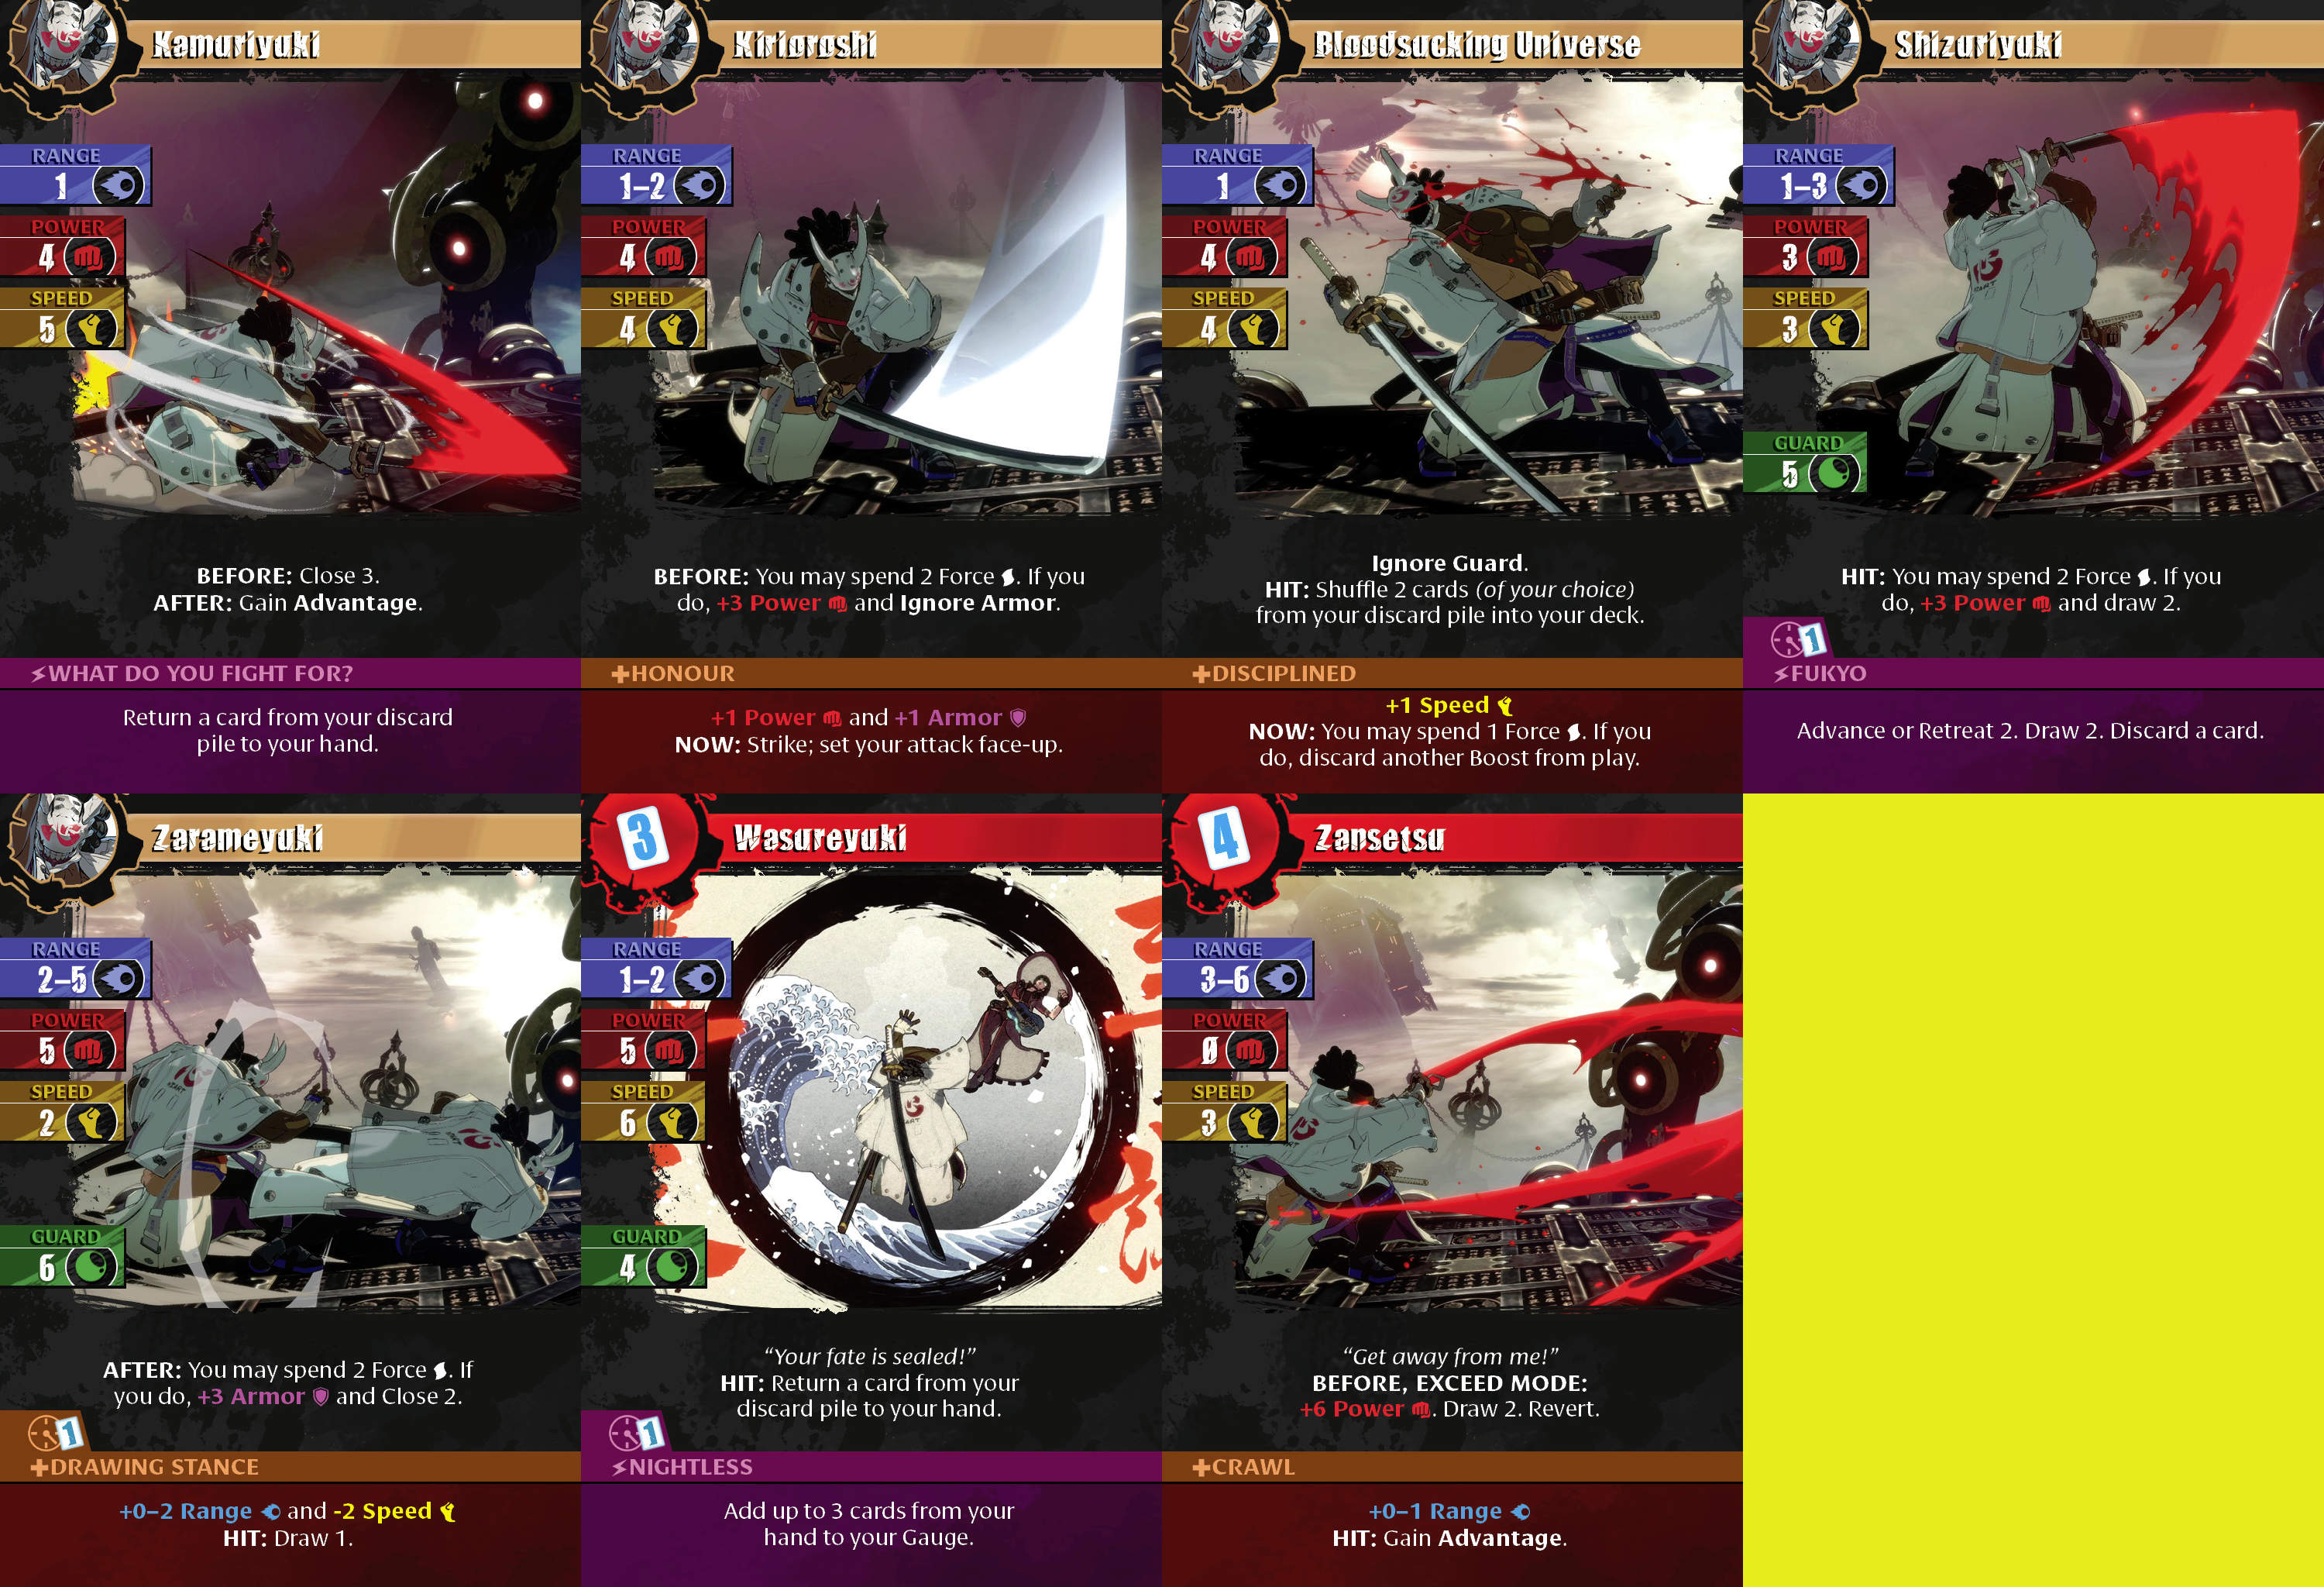 Kamuriyuki
RANGE
1
POWER
4
SPEED
5
BEFORE: Close 3.
AFTER: Gain Advantage.
WHAT DO YOU FIGHT FOR?
Return a card from your discard
pile to your hand.
Kirioroshi
RANGE
1–2
POWER
4
SPEED
4
BEFORE: You may spend 2 Force. If you
do, +3 Power and Ignore Armor.
HONOUR
+1 Power and +1 Armor
NOW: Strike; set your attack face-up.
Bloodsucking Universe
RANGE
1
POWER
4
SPEED
4
Ignore Guard.
HIT: Shuffle 2 cards (of your choice)
from your discard pile into your deck.
DISCIPLINED
+1 Speed
NOW: You may spend 1 Force. If you
do, discard another Boost from play.
Shizuriyuki
RANGE
1–3
POWER
3
SPEED
3
GUARD
5
HIT: You may spend 2 Force. If you
do, +3 Power and draw 2.
1
FUKYO
Advance or Retreat 2. Draw 2. Discard a card.
Zarameyuki
RANGE
2–5
POWER
5
SPEED
2
GUARD
6
AFTER: You may spend 2 Force. If
you do, +3 Armor and Close 2.
1
DRAWING STANCE
+0–2 Range and -2 Speed
HIT: Draw 1.
3
Wasureyuki
RANGE
1–2
POWER
5
SPEED
6
GUARD
4
“Your fate is sealed!”
HIT: Return a card from your
discard pile to your hand.
1
NIGHTLESS
Add up to 3 cards from your
hand to your Gauge.
4
Zansetsu
RANGE
3–6
POWER
0
SPEED
3
“Get away from me!”
BEFORE, EXCEED MODE:
+6 Power. Draw 2. Revert.
CRAWL
+0–1 Range
HIT: Gain Advantage.